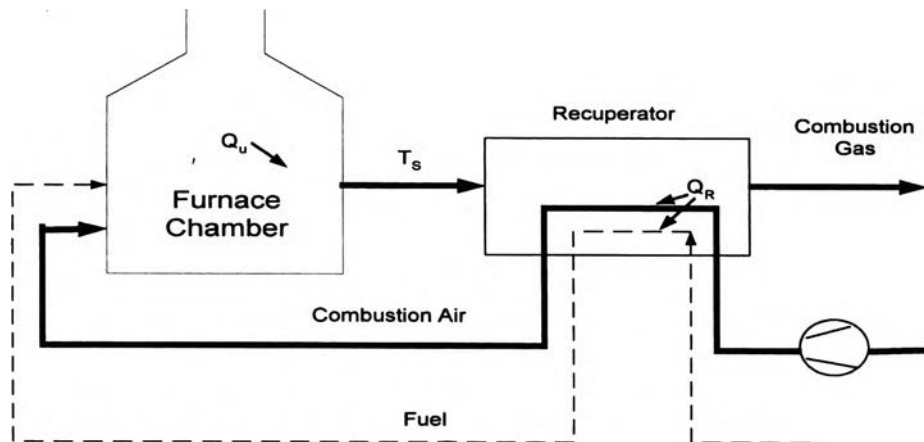 Recuperator
Combustion
Gas
Qu
TS
QR
Furnace
Chamber
Combustion Air
Fuel